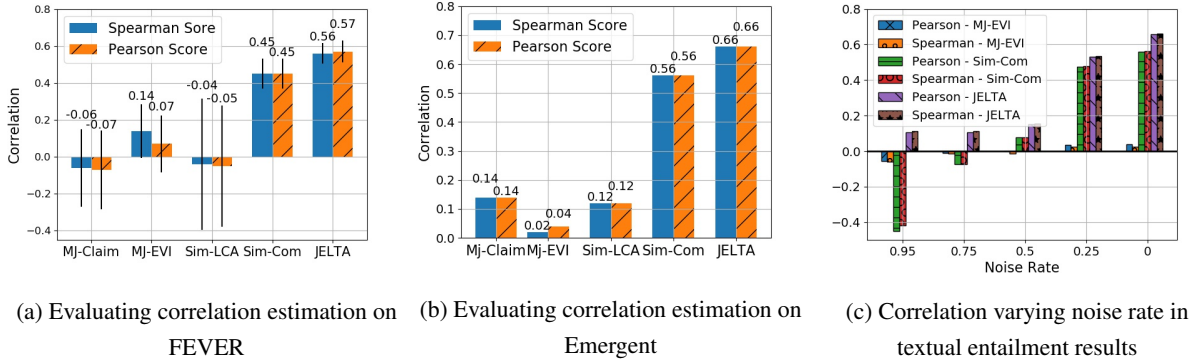 (a)
Spearman Sore
Pearson Score
0.8
0.6
0.4
0.2
0.0
−0.2
−0.4
Correlation
-0.06
-0.07
0.14
0.07
-0.04
-0.05
0.45
0.45
0.56
0.57
MJ-Claim
MJ-EVI
Sim-LCA
Sim-Com
JELTA
(a) Evaluating correlation estimation on
FEVER
(b)
Spearman Score
Pearson Score
0.8
0.7
0.6
0.5
0.4
0.3
0.2
0.1
0.0
Correlation
0.14
0.14
0.02
0.04
0.12
0.12
0.56
0.56
0.66
0.66
Mj-Claim
Mj-EVI
Sim-LCA
Sim-Com
JELTA
(b) Evaluating correlation estimation on
Emergent
(c)
Pearson - MJ-EVI
Spearman - MJ-EVI
Pearson - Sim-Com
Spearman - Sim-Com
Pearson - JELTA
Spearman - JELTA
0.8
0.6
0.4
0.2
0.0
−0.2
−0.4
Correlation
0.95
0.75
0.5
0.25
0
Noise Rate
(c) Correlation varying noise rate in
textual entailment results